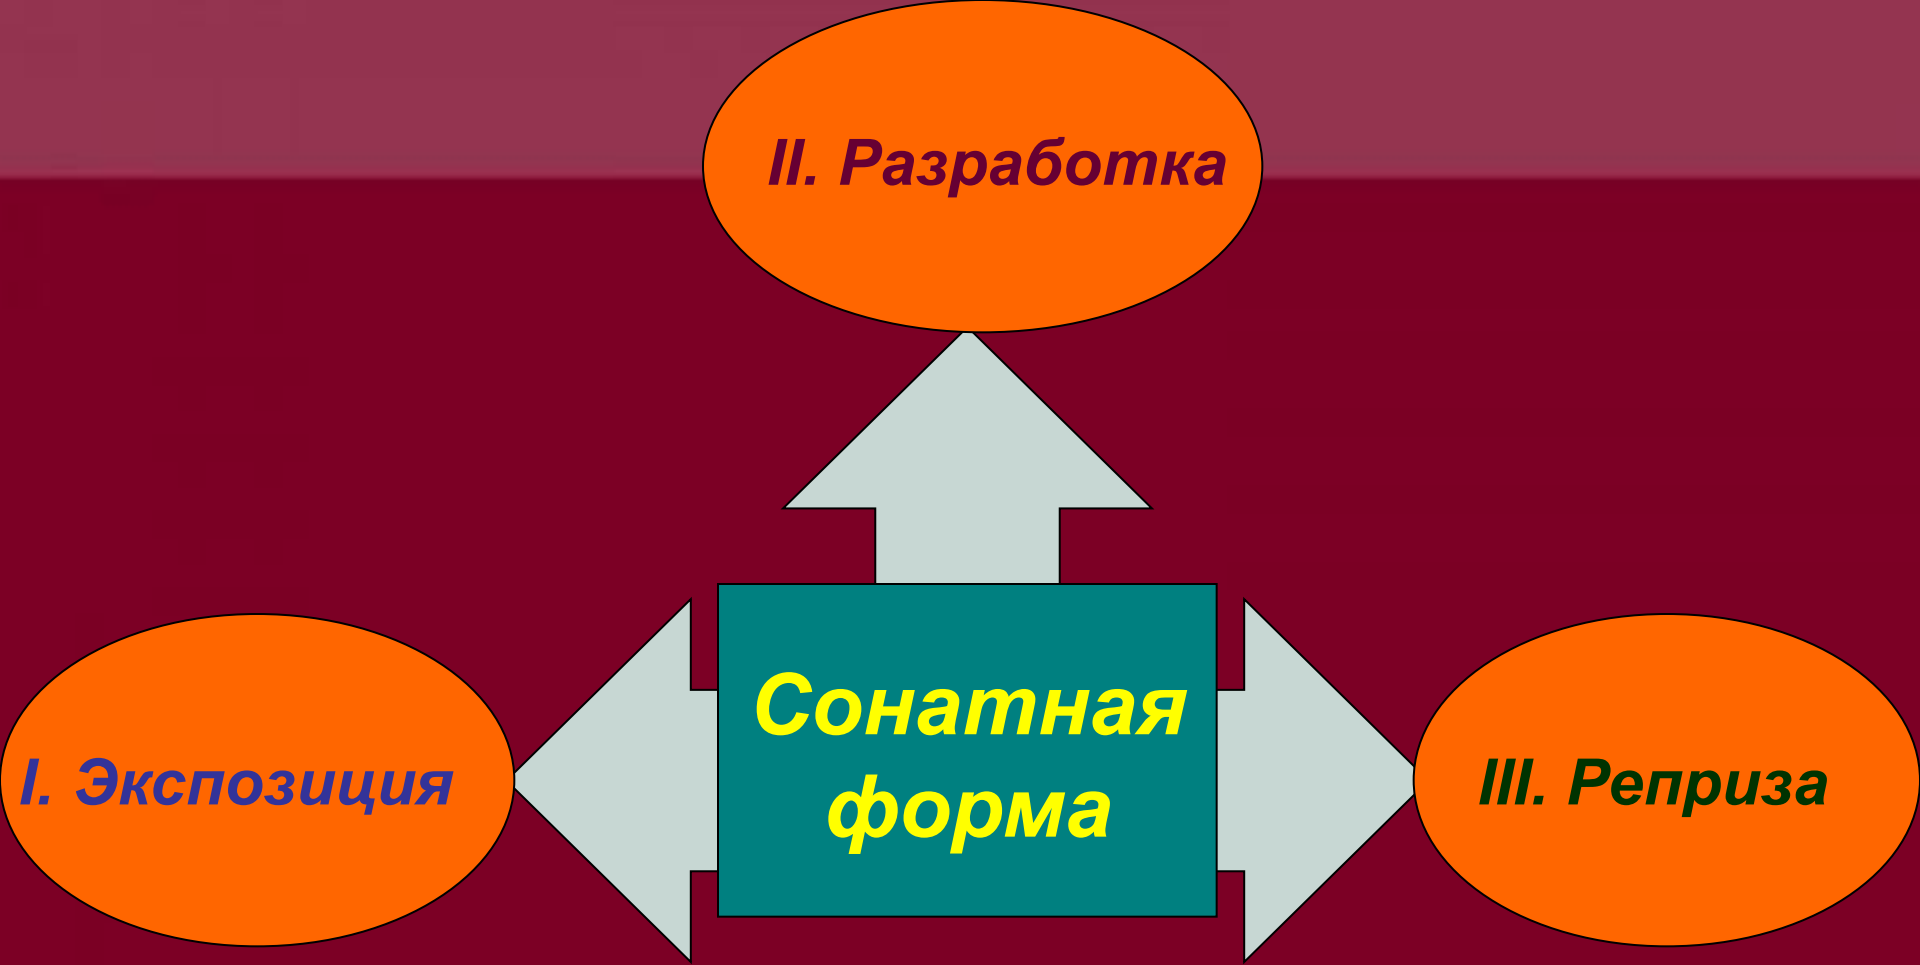 II. Разработка
I. Экспозиция
Сонатная
форма
III. Реприза